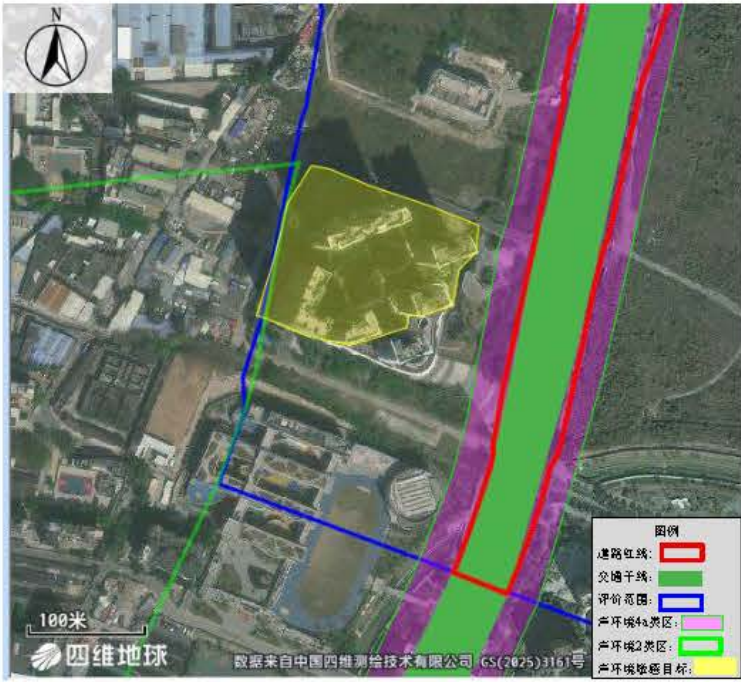 N
图例
道路红线:
交通干线:
评价范围:
声环境4a类区:
声环境2类区:
声环境敏感目标:
100米
四维地球
数据来自中国四维测绘技术有限公司 GS(2025)3161号